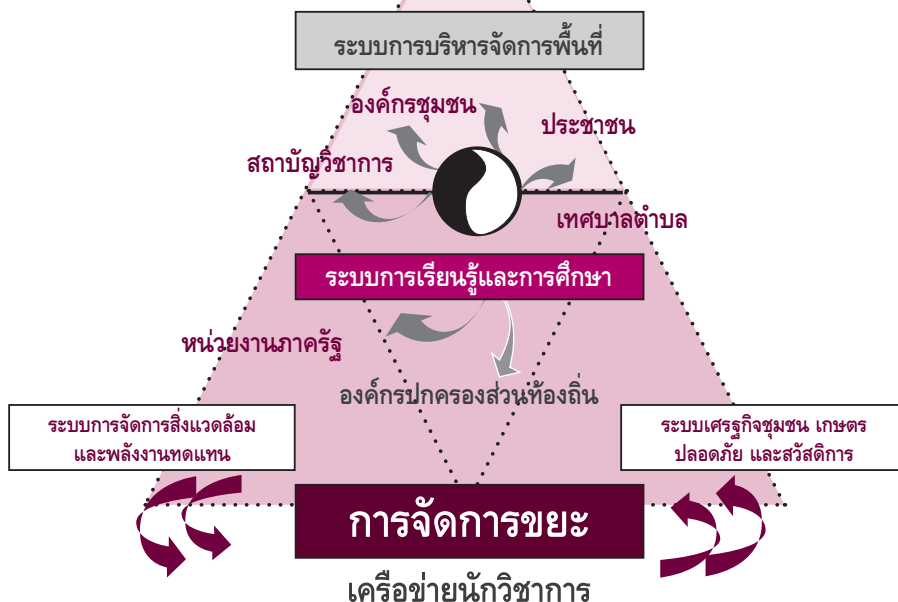 ระบบการบริหารจัดการพื้นที่
องค์กรชุมชน
ประชาชน
สถาบัญวิชาการ
เทศบาลตำบล
ระบบการเรียนรู้และการศึกษา
หน่วยงานภาครัฐ
องค์กรปกครองส่วนท้องถิ่น
ระบบการจัดการสิ่งแวดล้อม
และพลังงานทดแทน
ระบบเศรษฐกิจชุมชน เกษตร
ปลอดภัย และสวัสดิการ
การจัดการขยะ
เครือข่ายนักวิชาการ